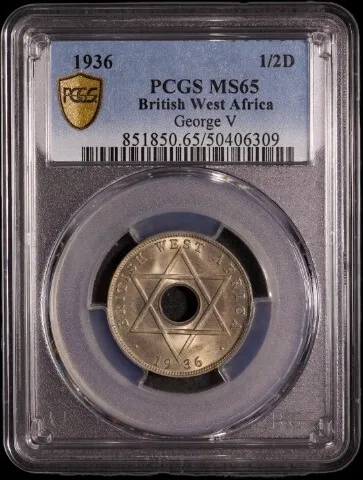 1936 1/2D
PCGS
PCGS MS65
British West Africa
George V
851850.65/50406309
BRITISH WEST AFRICA
1936